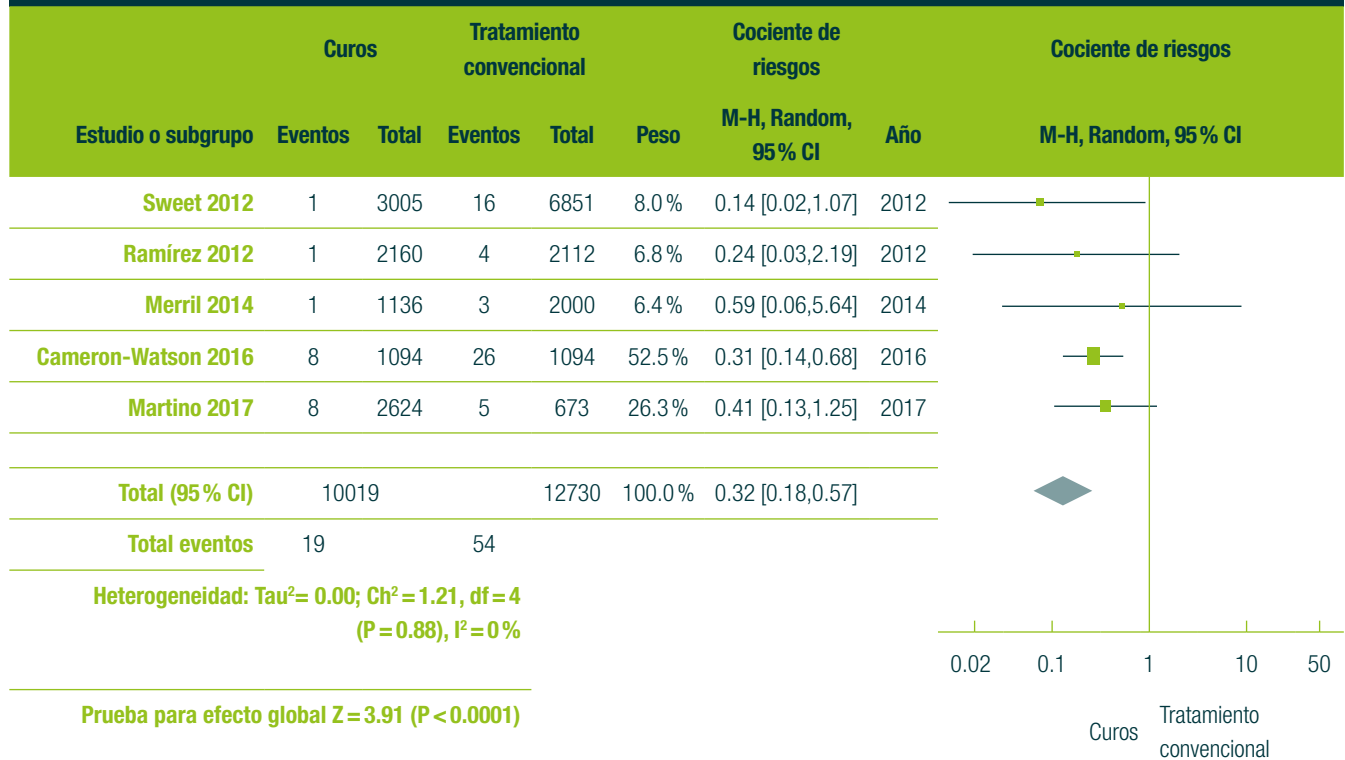 Curos Tratamiento convencional Cociente de riesgos Cociente de riesgos
Estudio o subgrupo Eventos Total Eventos Total Peso M-H, Random, 95 % CI Año M-H, Random, 95 % CI
Sweet 2012 1 3005 16 6851 8.0 % 0.14 [0.02,1.07] 2012
Ramírez 2012 1 2160 4 2112 6.8 % 0.24 [0.03,2.19] 2012
Merril 2014 1 1136 3 2000 6.4 % 0.59 [0.06,5.64] 2014
Cameron-Watson 2016 8 1094 26 1094 52.5 % 0.31 [0.14,0.68] 2016
Martino 2017 8 2624 5 673 26.3 % 0.41 [0.13,1.25] 2017
Total (95 % CI) 10019 12730 100.0 % 0.32 [0.18,0.57]
Total eventos 19 54
Heterogeneidad: Tau²= 0.00; Ch² = 1.21, df = 4
(P = 0.88), I² = 0 %
0.02 0.1 1 10 50
Prueba para efecto global Z = 3.91 (P < 0.0001)
Curos Tratamiento
convencional